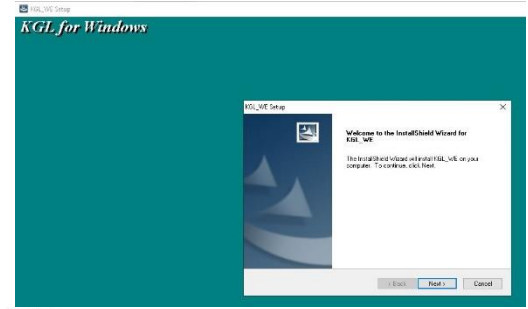 KGL_WE Setup
KGL for Windows
KGL_WE Setup
Welcome to the InstallShield Wizard for
KGL_WE
The InstallShield Wizard will install KGL_WE on your
computer. To continue, click Next.
< Back Next > Cancel